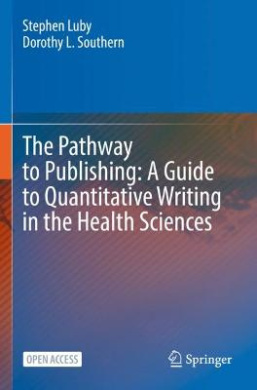 Stephen Luby
Dorothy L. Southern
The Pathway
to Publishing: A Guide
to Quantitative Writing
in the Health Sciences
OPEN ACCESS
Springer